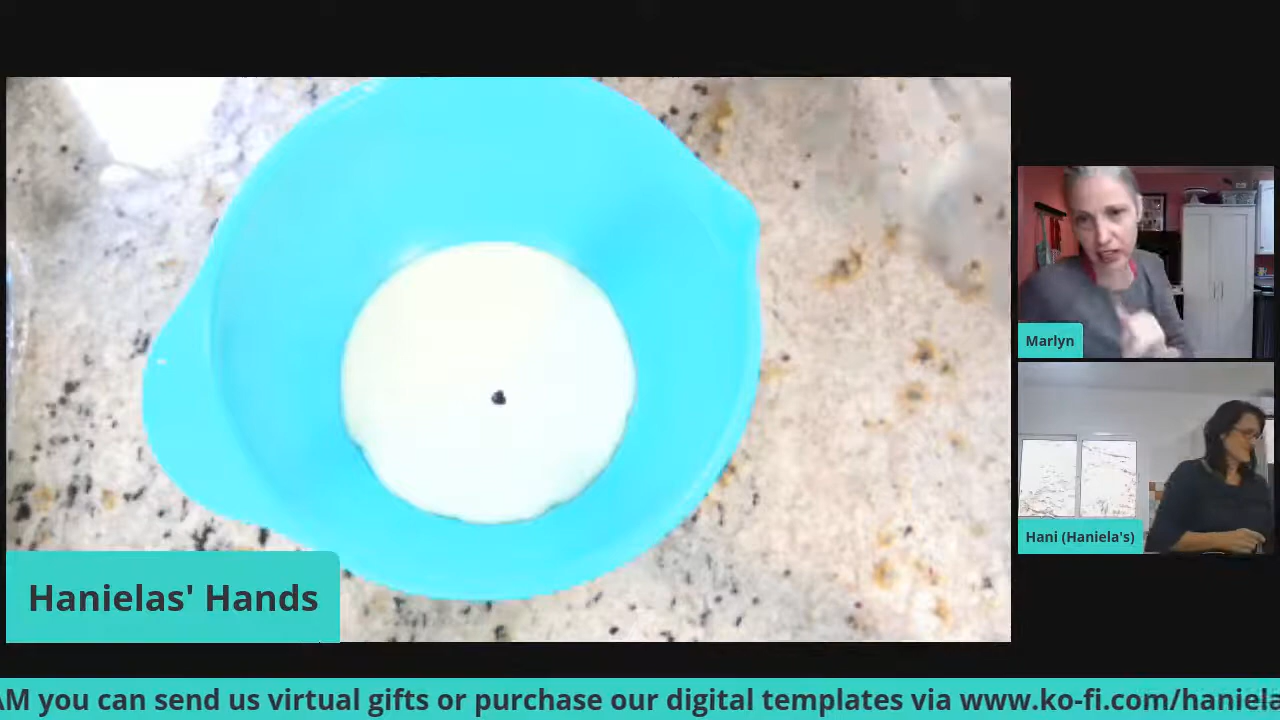 Marlyn
Hani (Haniela's)
Hanielas' Hands
AM you can send us virtual gifts or purchase our digital templates via www.ko-fi.com/haniela